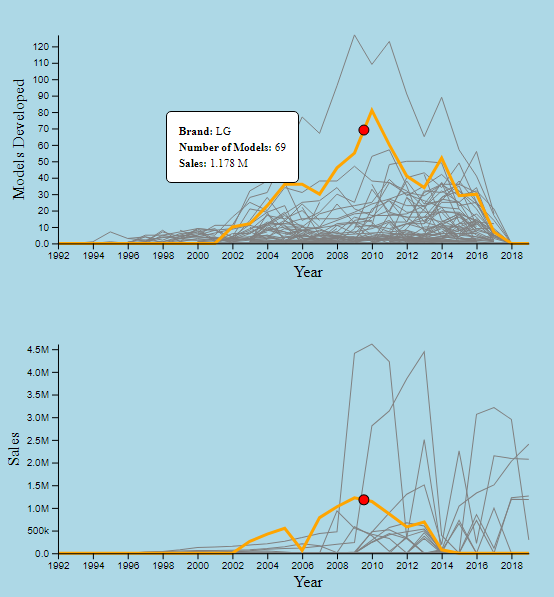 120
110
100
90
80
70
60
50
40
30
20
10
0.0
Models Developed
Brand: LG
Number of Models: 69
Sales: 1.178 M
1992 1994 1996 1998 2000 2002 2004 2006 2008 2010 2012 2014 2016 2018
Year
4.5M
4.0M
3.5M
3.0M
2.5M
2.0M
1.5M
1.0M
500k
0.0
Sales
1992 1994 1996 1998 2000 2002 2004 2006 2008 2010 2012 2014 2016 2018
Year